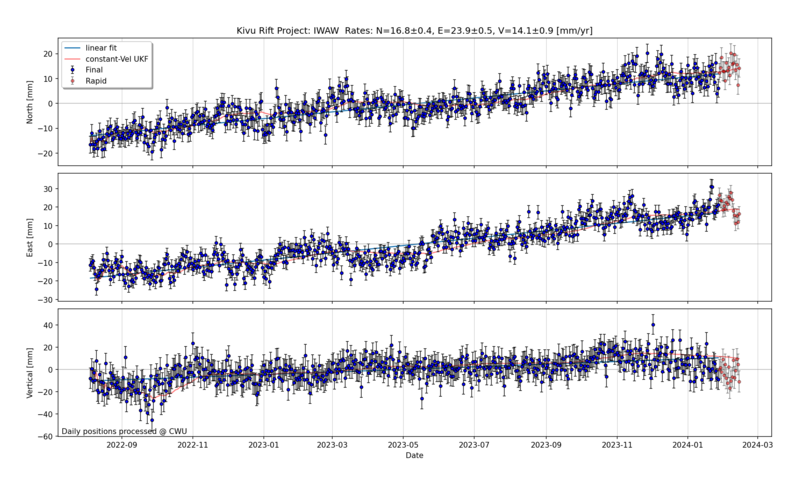 Kivu Rift Project: IWAW  Rates: N=16.8±0.4, E=23.9±0.5, V=14.1±0.9 [mm/yr]
linear fit
constant-Vel UKF
Final
Rapid
North [mm]
20
10
0
−10
−20
East [mm]
30
20
10
0
−10
−20
−30
Vertical [mm]
40
20
0
−20
−40
−60
Daily positions processed @ CWU
2022-09 2022-11 2023-01 2023-03 2023-05 2023-07 2023-09 2023-11 2024-01 2024-03
Date